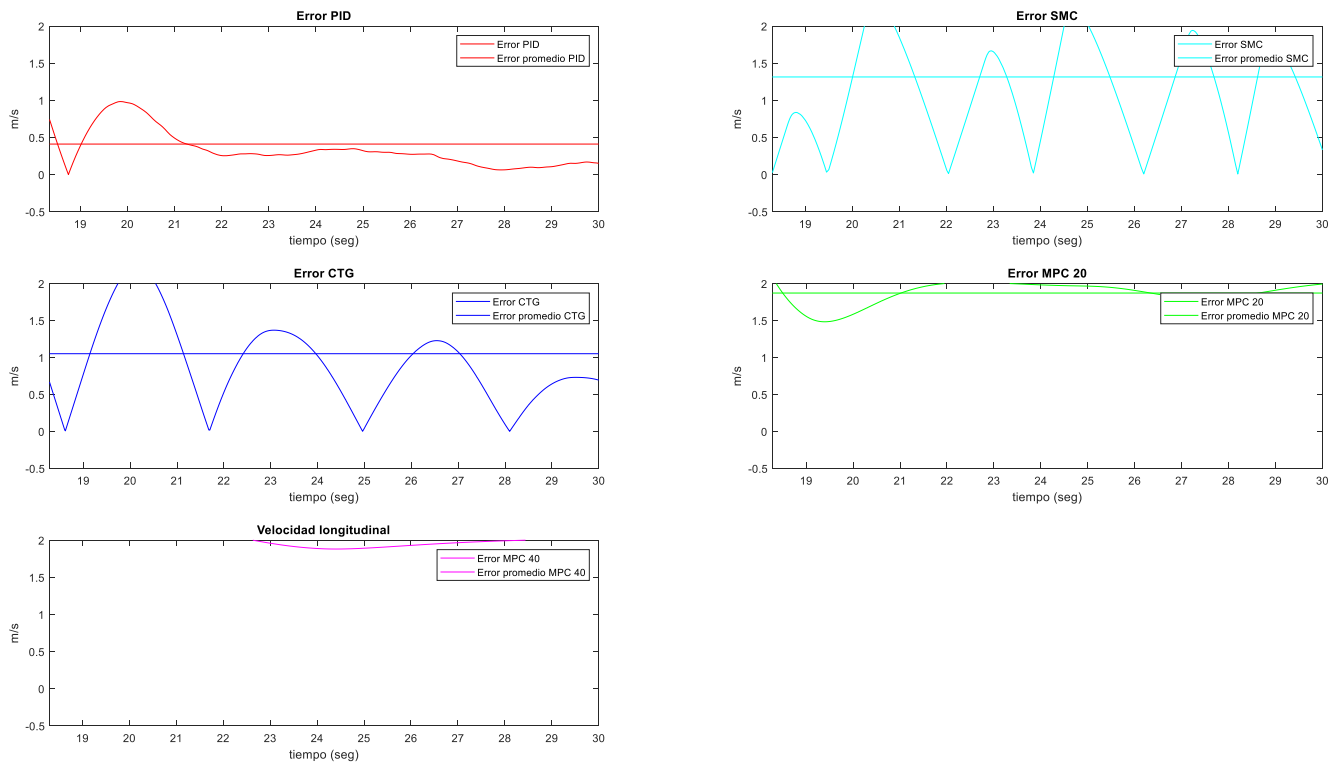 Error PID
2
1.5
1
0.5
0
-0.5
m/s
Error PID
Error promedio PID
19 20 21 22 23 24 25 26 27 28 29 30
tiempo (seg)
Error SMC
2
1.5
1
0.5
0
-0.5
m/s
Error SMC
Error promedio SMC
19 20 21 22 23 24 25 26 27 28 29 30
tiempo (seg)
Error CTG
2
1.5
1
0.5
0
-0.5
m/s
Error CTG
Error promedio CTG
19 20 21 22 23 24 25 26 27 28 29 30
tiempo (seg)
Error MPC 20
2
1.5
1
0.5
0
-0.5
m/s
Error MPC 20
Error promedio MPC 20
19 20 21 22 23 24 25 26 27 28 29 30
tiempo (seg)
Velocidad longitudinal
2
1.5
1
0.5
0
-0.5
m/s
Error MPC 40
Error promedio MPC 40
19 20 21 22 23 24 25 26 27 28 29 30
tiempo (seg)